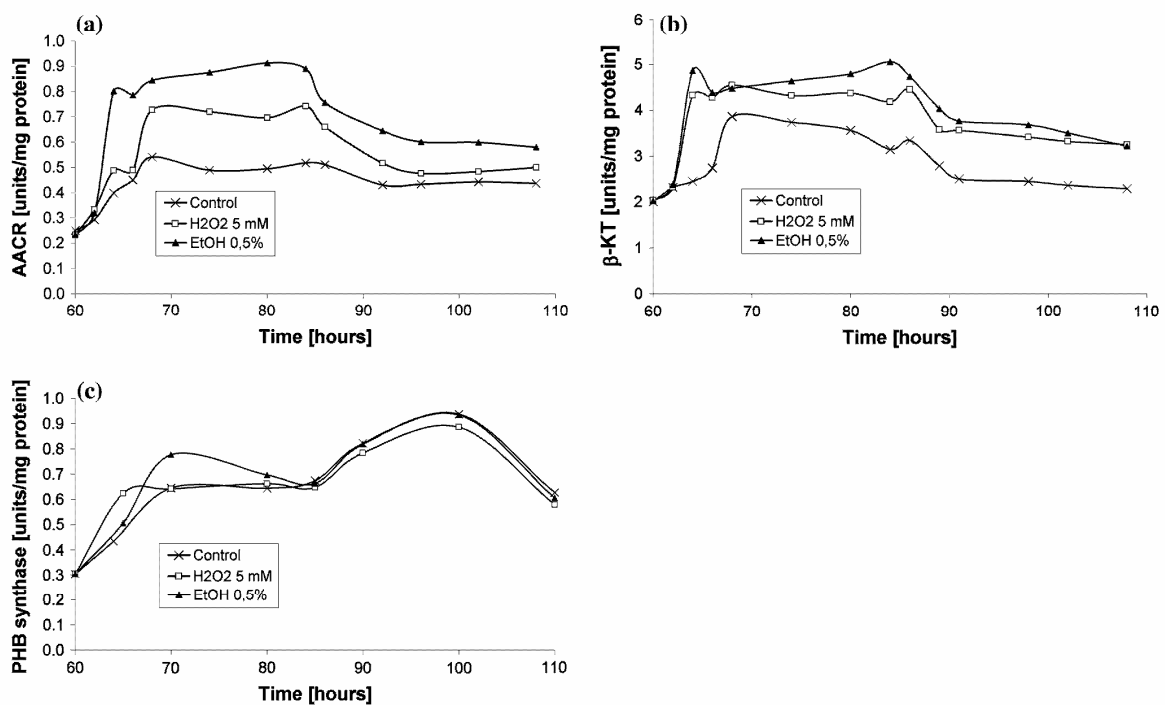 (a)
AACR [units/mg protein]
1.0
0.9
0.8
0.7
0.6
0.5
0.4
0.3
0.2
0.1
0.0
Control
H2O2 5 mM
EtOH 0,5%
60 70 80 90 100 110
Time [hours]
(b)
β-KT [units/mg protein]
6
5
4
3
2
1
0
Control
H2O2 5 mM
EtOH 0,5%
60 70 80 90 100 110
Time [hours]
(c)
PHB synthase [units/mg protein]
1.0
0.9
0.8
0.7
0.6
0.5
0.4
0.3
0.2
0.1
0.0
Control
H2O2 5 mM
EtOH 0,5%
60 70 80 90 100 110
Time [hours]